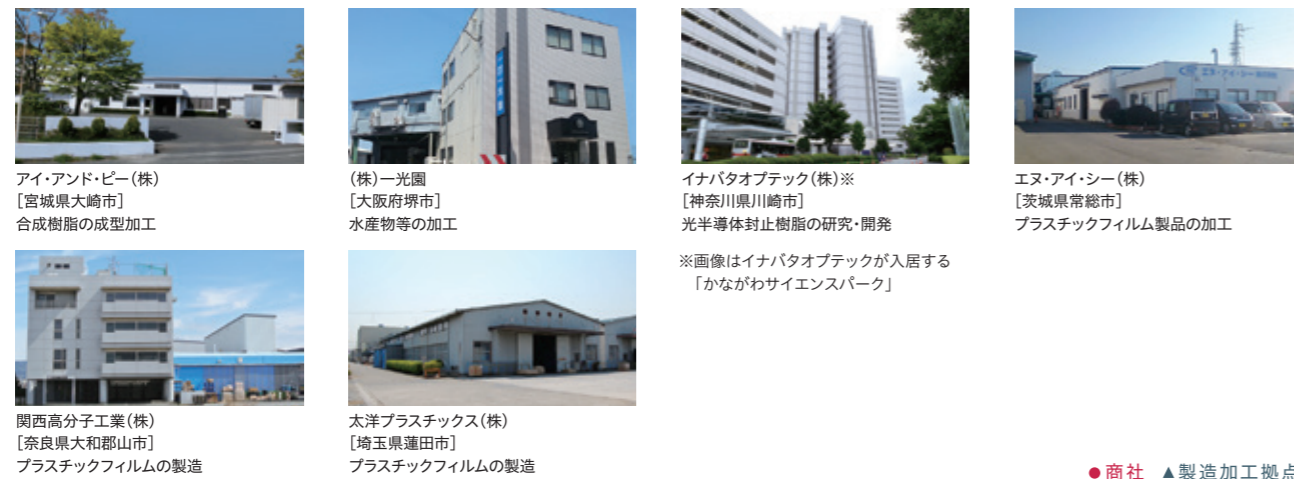 アイ・アンド・ピー(株)
[宮城県大崎市]
合成樹脂の成型加工
(株)一光園
[大阪府堺市]
水産物等の加工
イナバタオプテック(株)※
[神奈川県川崎市]
光半導体封止樹脂の研究・開発
※画像はイナバタオプテックが入居する
「かながわサイエンスパーク」
エヌ・アイ・シー(株)
[茨城県常総市]
プラスチックフィルム製品の加工
関西高分子工業(株)
[奈良県大和郡山市]
プラスチックフィルムの製造
太洋プラスチックス(株)
[埼玉県蓮田市]
プラスチックフィルムの製造
●商社 ▲製造加工拠点